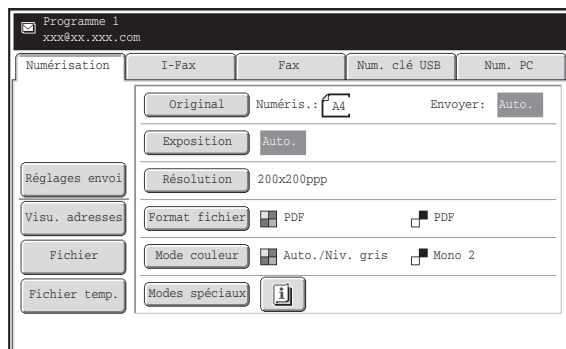 Programme 1
xxx@xx.xxx.com
Numérisation I-Fax Fax Num. clé USB Num. PC
Original Numéris.: A4 Envoyer: Auto.
Exposition Auto.
Réglages envoi Résolution 200x200ppp
Visu. adresses Format fichier PDF PDF
Fichier Mode couleur Auto./Niv. gris Mono 2
Fichier temp. Modes spéciaux